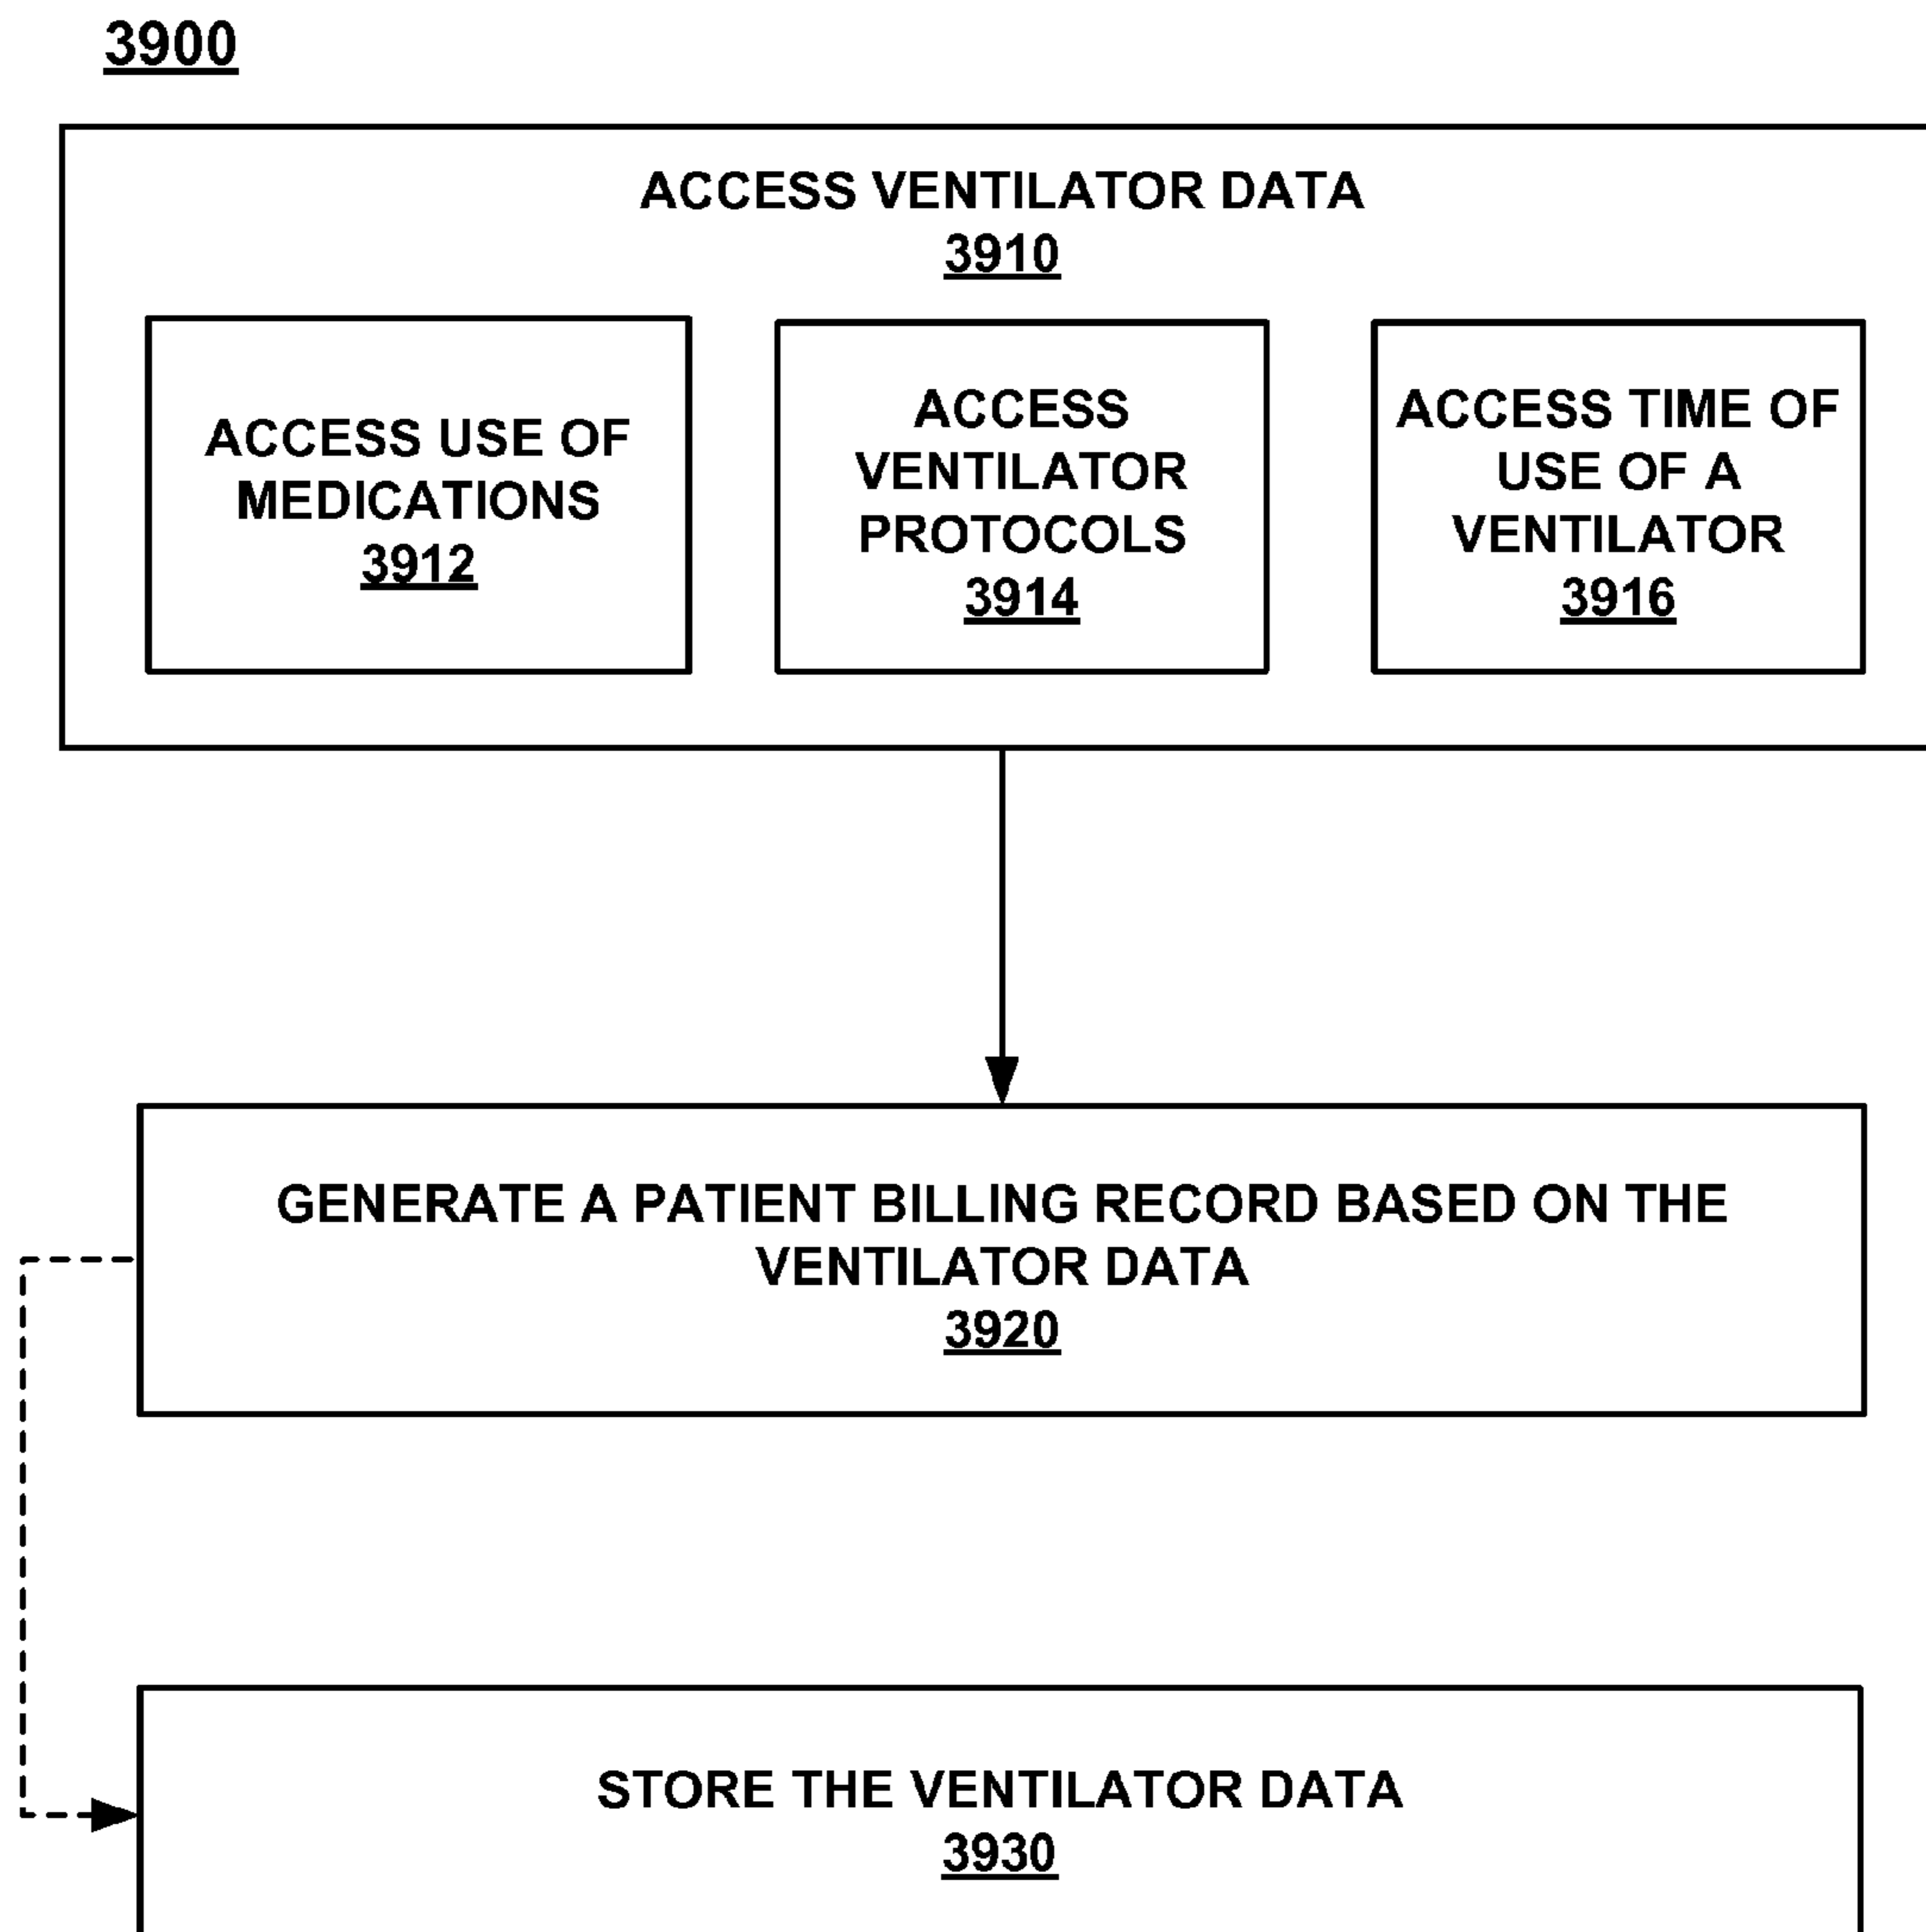 3900
ACCESS VENTILATOR DATA
3910
ACCESS USE OF
MEDICATIONS
3912
ACCESS
VENTILATOR
PROTOCOLS
3914
ACCESS TIME OF
USE OF A
VENTILATOR
3916
GENERATE A PATIENT BILLING RECORD BASED ON THE
VENTILATOR DATA
3920
STORE THE VENTILATOR DATA
3930